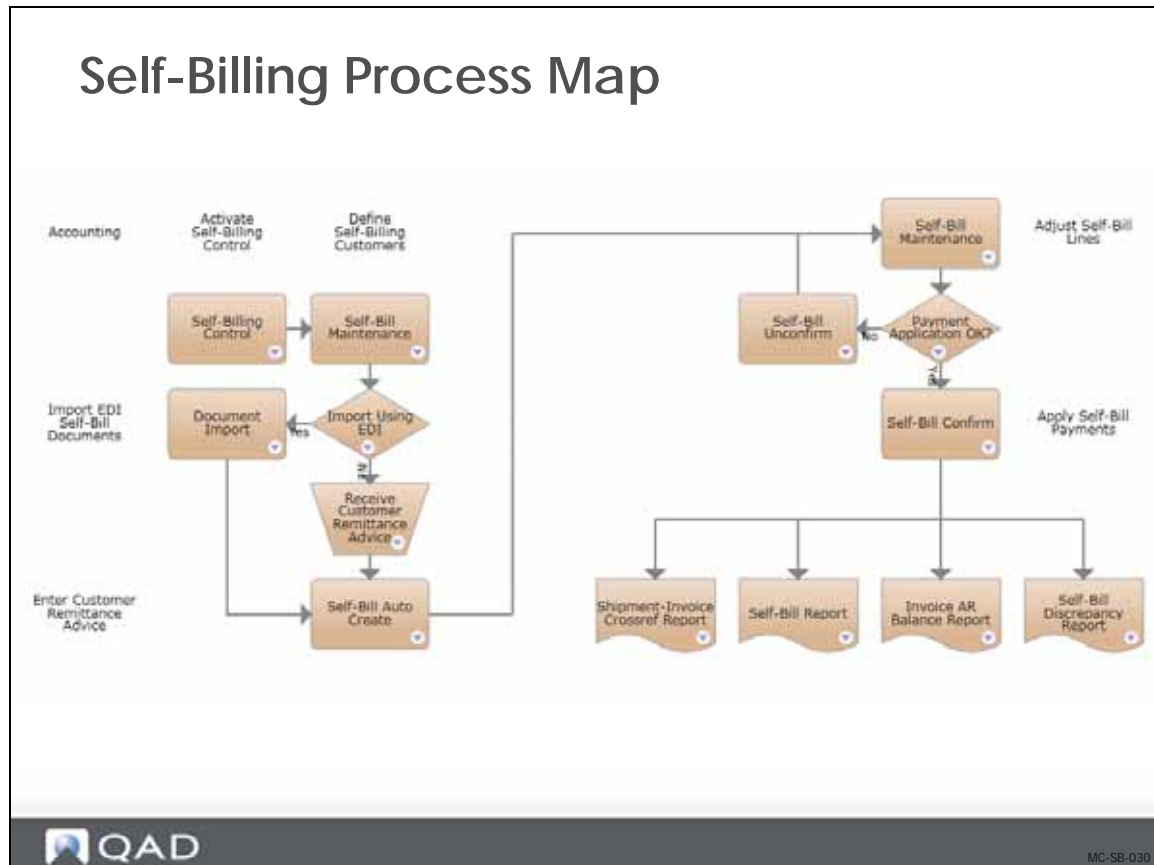 Self-Billing Process Map
Accounting
Activate
Self-Billing
Control
Define
Self-Billing
Customers
Self-Bill
Maintenance
Adjust Self-Bill
Lines
Self-Billing
Control
Self-Bill
Maintenance
Self-Bill
Unconfirm
No
Payment
Application OK?
Yes
Import EDI
Self-Bill
Documents
Document
Import
Yes
Import Using
EDI
Self-Bill Confirm
Apply Self-Bill
Payments
Receive
Customer
Remittance
Advice
Enter Customer
Remittance
Advice
Self-Bill Auto
Create
Shipment-Invoice
Crossref Report
Self-Bill Report
Invoice AR
Balance Report
Self-Bill
Discrepancy
Report
QAD
MC-SB-030